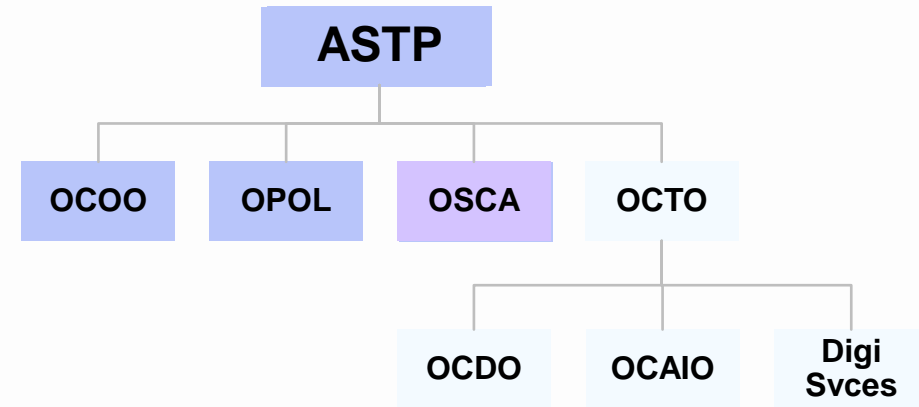 ASTP
OCOO
OPOL
OSCA
OCTO
OCDO
OCAIO
Digi
Svces